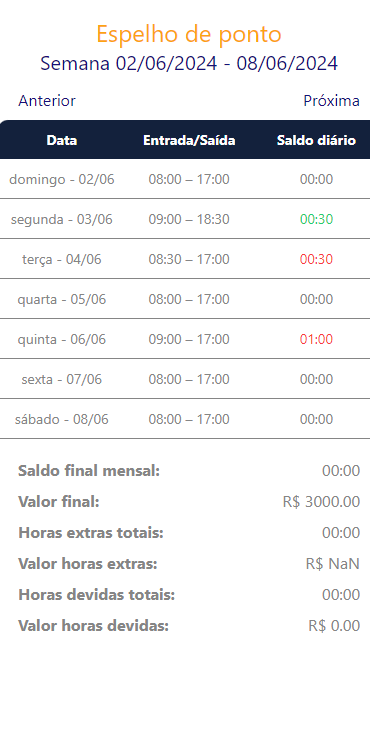 Espelho de ponto
Semana 02/06/2024 - 08/06/2024
Anterior Próxima
Data Entrada/Saída Saldo diário
domingo - 02/06 08:00 – 17:00 00:00
segunda - 03/06 09:00 – 18:30 00:30
terça - 04/06 08:30 – 17:00 00:30
quarta - 05/06 08:00 – 17:00 00:00
quinta - 06/06 09:00 – 17:00 01:00
sexta - 07/06 08:00 – 17:00 00:00
sábado - 08/06 08:00 – 17:00 00:00
Saldo final mensal: 00:00
Valor final: R$ 3000.00
Horas extras totais: 00:00
Valor horas extras: R$ NaN
Horas devidas totais: 00:00
Valor horas devidas: R$ 0.00